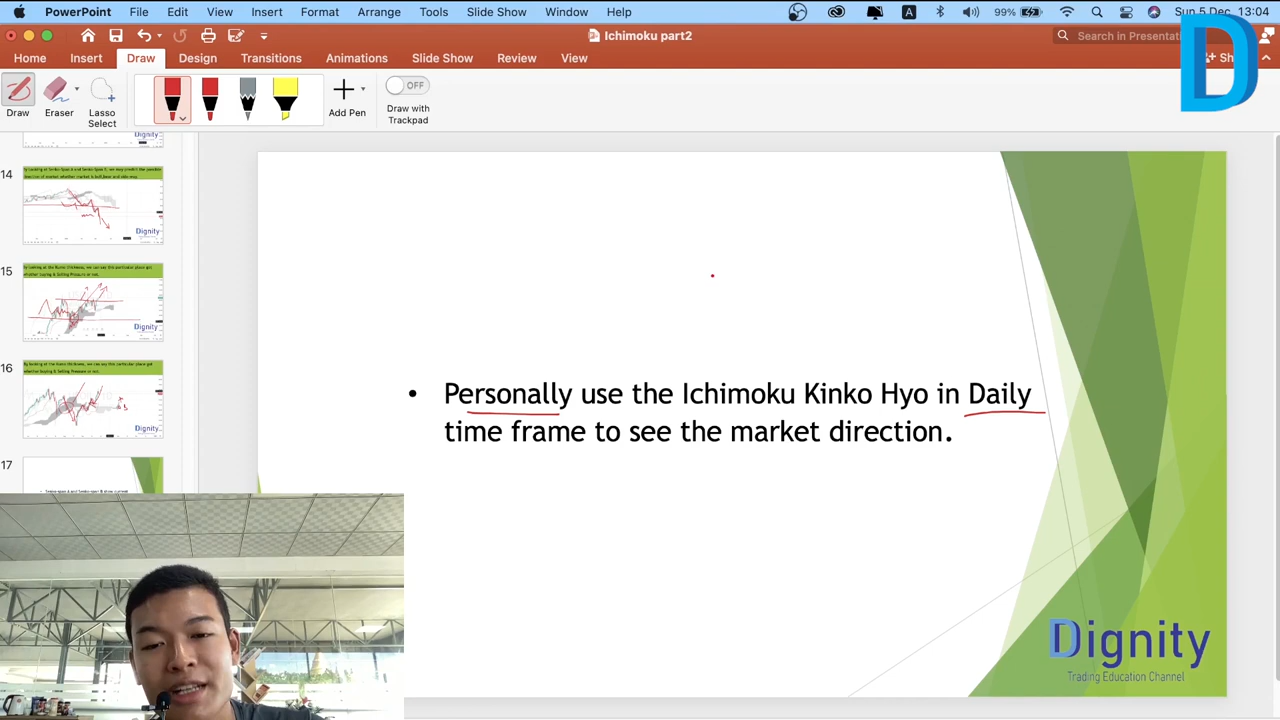 PowerPoint File Edit View Insert Format Arrange Tools Slide Show Window Help 99% Sun 5 Dec, 13:04
Ichimoku part2
Search in Presentati
Home Insert Draw Design Transitions Animations Slide Show Review View
Draw Eraser Lasso Select Add Pen OFF Draw with Trackpad
14
Dignity
15
Dignity
16
Dignity
17
• Personally use the Ichimoku Kinko Hyo in Daily
time frame to see the market direction.
Dignity
Trading Education Channel